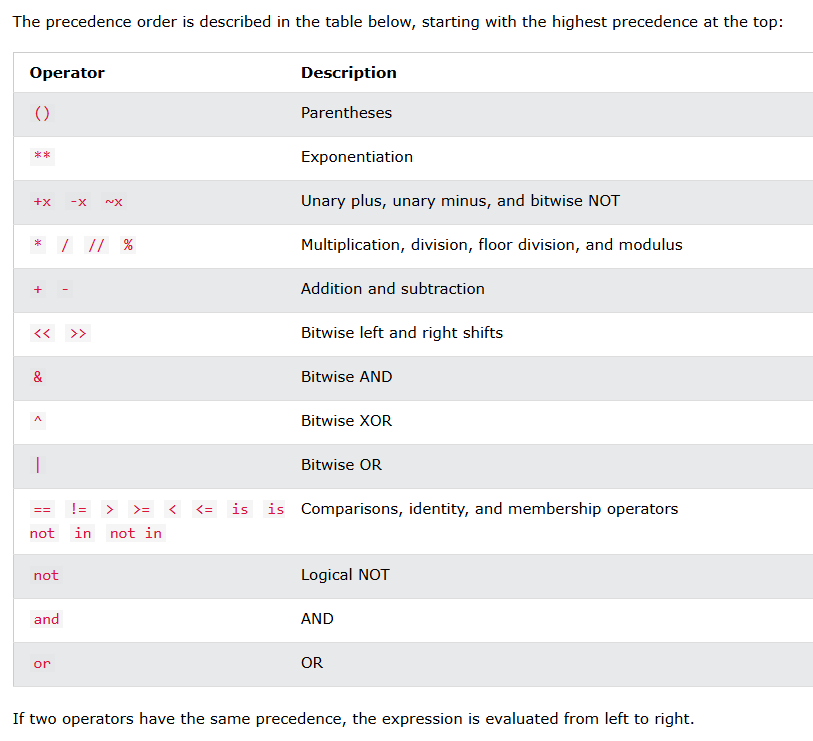 The precedence order is described in the table below, starting with the highest precedence at the top:
Operator Description
() Parentheses
** Exponentiation
+x -x ~x Unary plus, unary minus, and bitwise NOT
* / // % Multiplication, division, floor division, and modulus
+ - Addition and subtraction
<< >> Bitwise left and right shifts
& Bitwise AND
^ Bitwise XOR
| Bitwise OR
== != > >= < <= is is Comparisons, identity, and membership operators
not in not in
not Logical NOT
and AND
or OR
If two operators have the same precedence, the expression is evaluated from left to right.